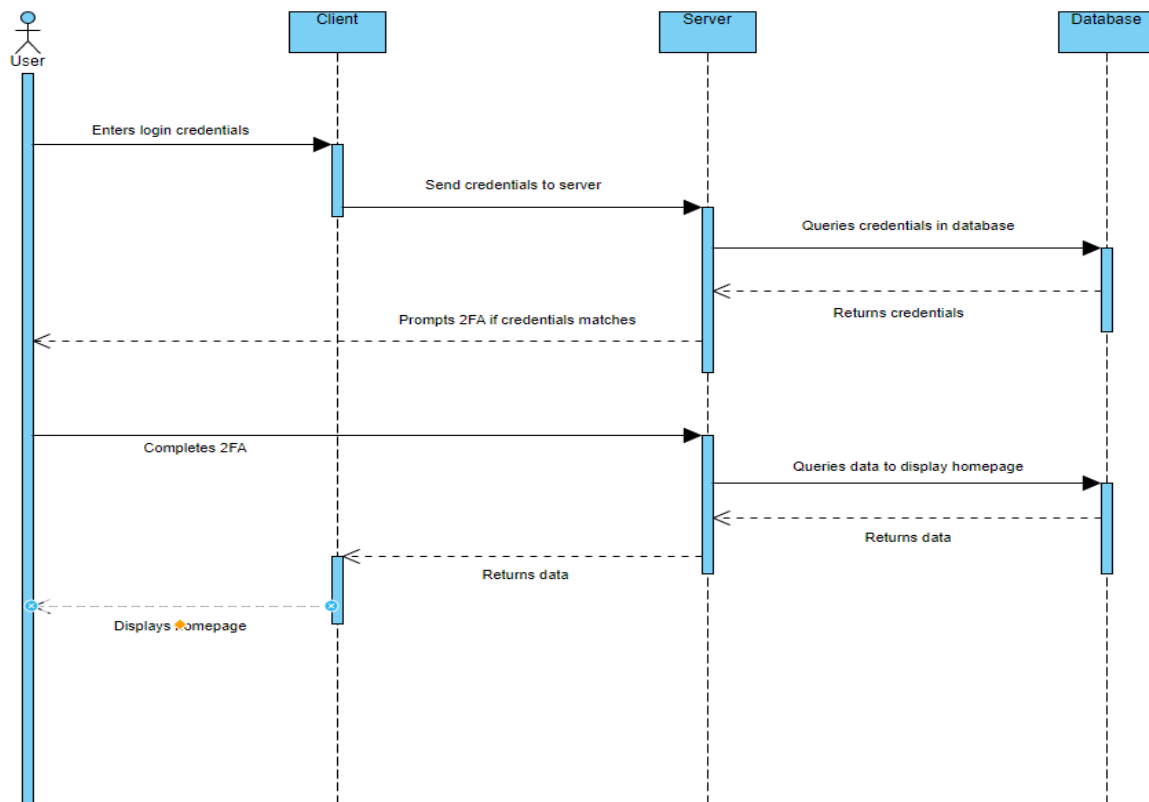 Client
Server
Database
User
Enters login credentials
Send credentials to server
Queries credentials in database
Returns credentials
Prompts 2FA if credentials matches
Completes 2FA
Queries data to display homepage
Returns data
Returns data
Displays homepage